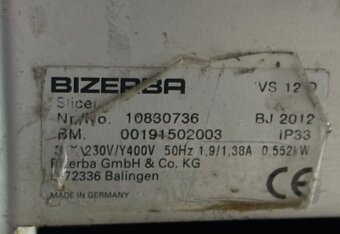 BIZERBA VS 12 D
Slicer
Nr./No. 10830736 BJ 2012
BM. 00191502003 IP33
230V/Y400V 50Hz 1,9/1,38A 0,552kW
Bizerba GmbH & Co. KG
72336 Balingen
MADE IN GERMANY
CE